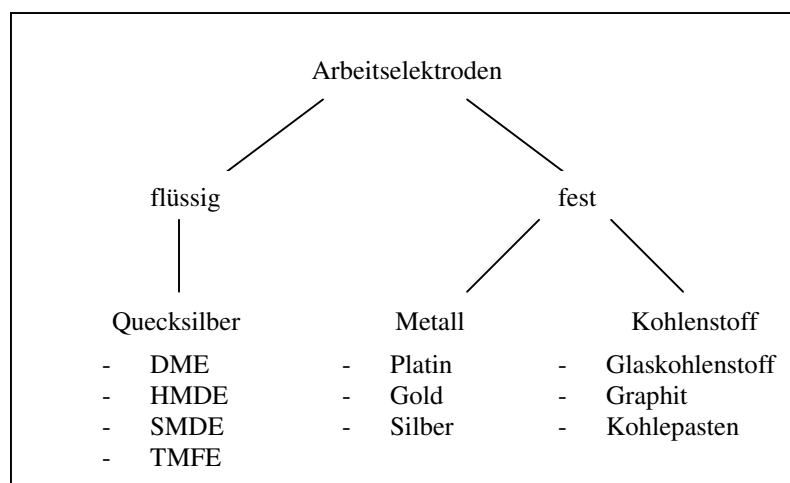 Arbeitselektroden
flüssig
fest
Quecksilber
- DME
- HMDE
- SMDE
- TMFE
Metall
- Platin
- Gold
- Silber
Kohlenstoff
- Glaskohlenstoff
- Graphit
- Kohlepasten